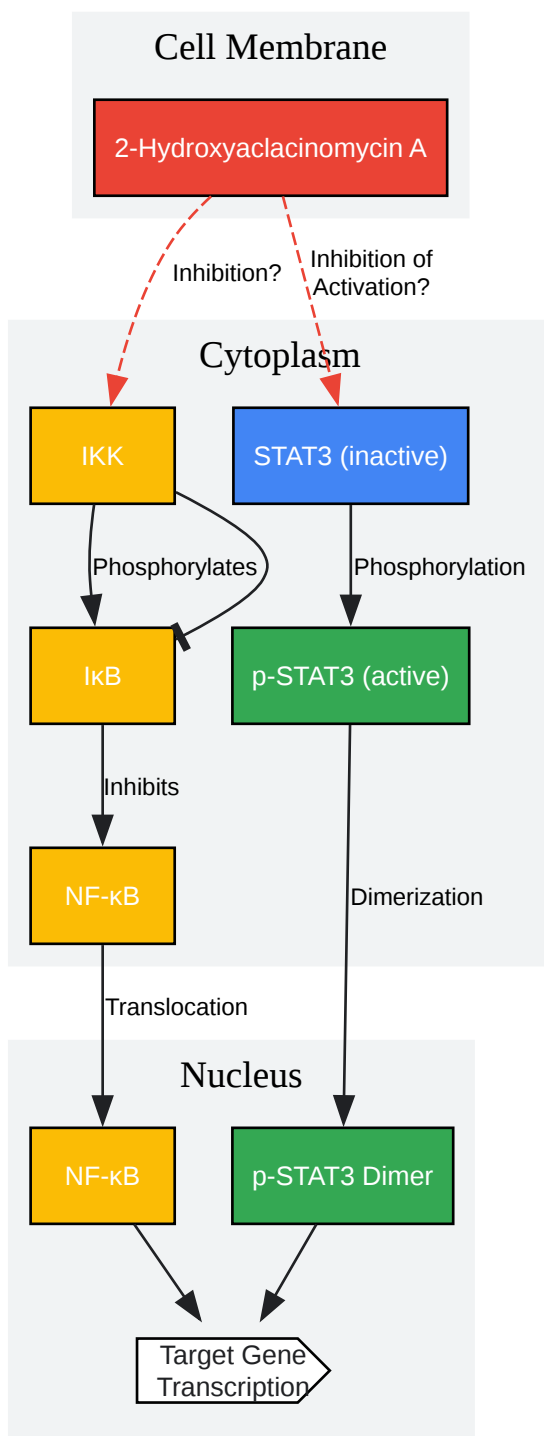 Cell Membrane
2-Hydroxyaclacinomycin A
Inhibition?
Inhibition of
Activation?
Cytoplasm
IKK
STAT3 (inactive)
Phosphorylates
Phosphorylation
IκB
p-STAT3 (active)
Inhibits
NF-κB
Dimerization
Translocation
Nucleus
NF-κB
p-STAT3 Dimer
Target Gene
Transcription